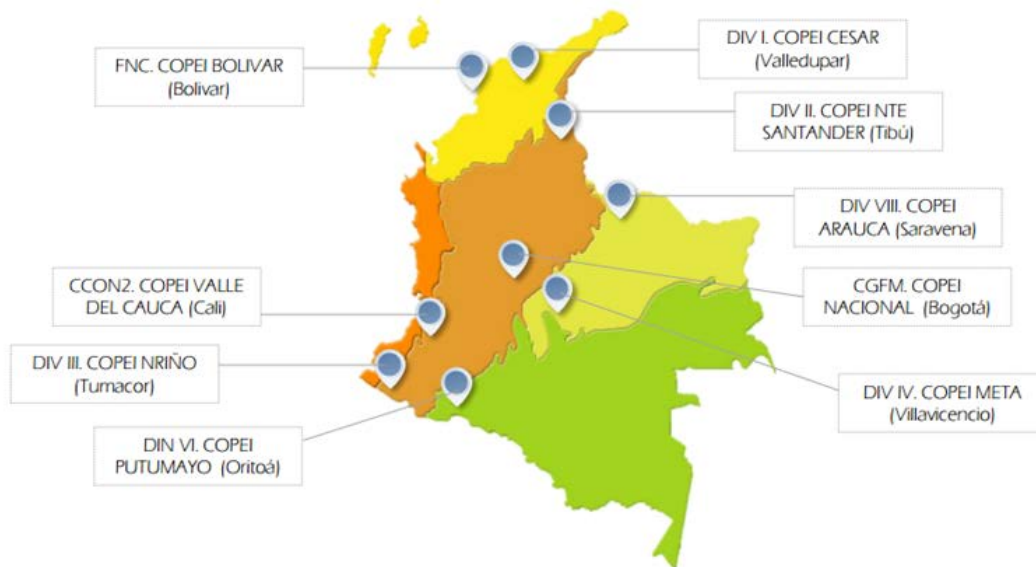 FNC. COPEI BOLIVAR
(Bolivar)
DIV I. COPEI CESAR
(Valledupar)
DIV II. COPEI NTE
SANTANDER (Tibú)
DIV VIII. COPEI
ARAUCA (Saravena)
CCON2. COPEI VALLE
DEL CAUCA (Cali)
CGFM. COPEI
NACIONAL (Bogotá)
DIV III. COPEI NRIÑO
(Tumacor)
DIV IV. COPEI META
(Villavicencio)
DIN VI. COPEI
PUTUMAYO (Oritoá)